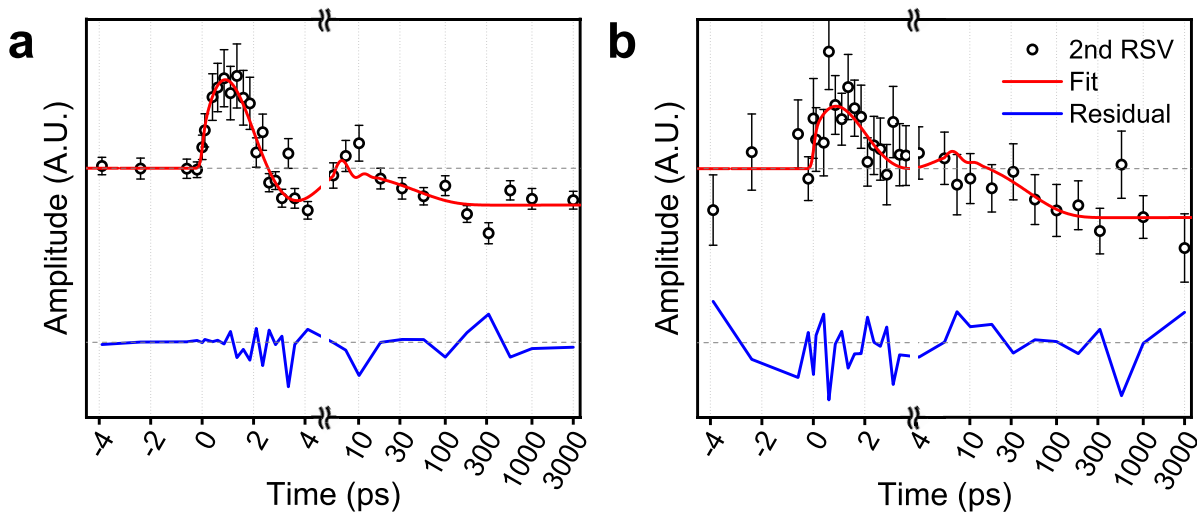 a
b
Amplitude (A.U.)
Amplitude (A.U.)
2nd RSV
Fit
Residual
-4 -2 0 2 4 10 30 100 300 1000 3000
-4 -2 0 2 4 10 30 100 300 1000 3000
Time (ps)
Time (ps)